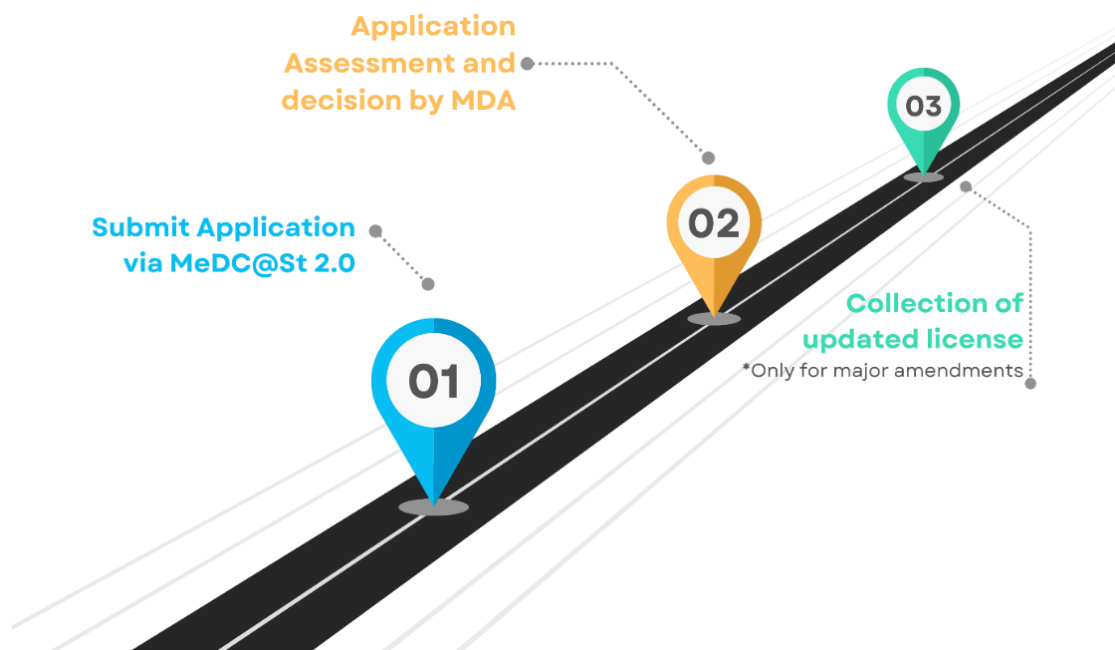 Application
Assessment and
decision by MDA
03
02
Submit Application
via MeDC@St 2.0
Collection of
updated license
*Only for major amendments
01